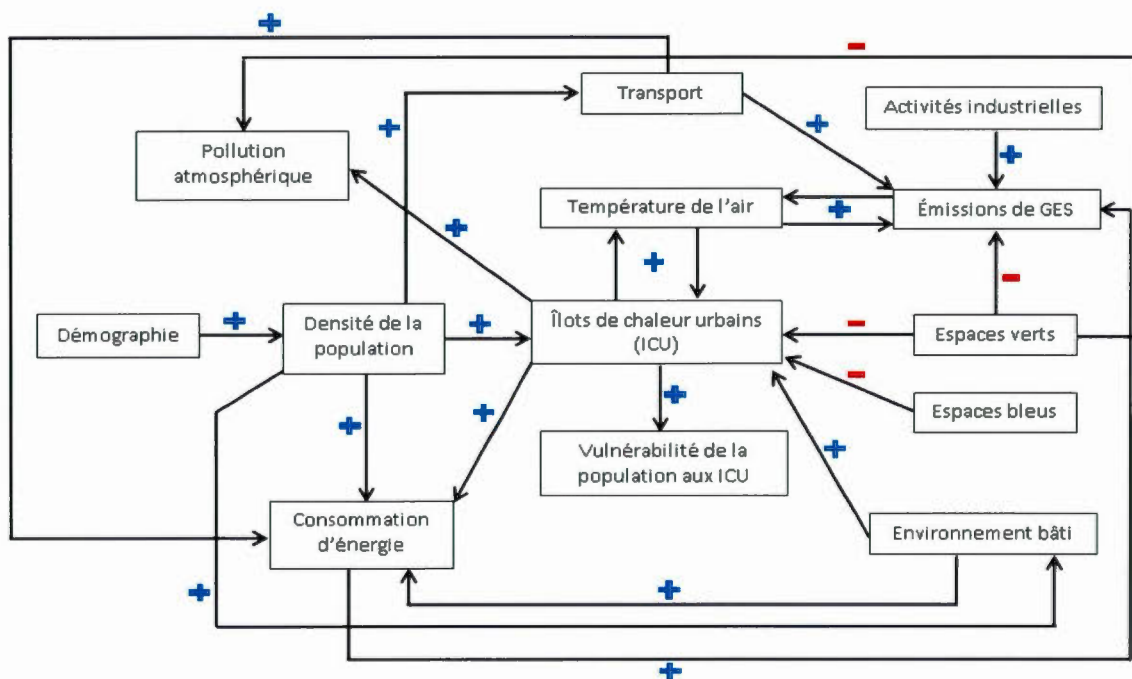 Transport
Activités industrielles
Pollution
atmosphérique
Température de l'air
Émissions de GES
Démographie
Densité de la
population
Îlots de chaleur urbains
(ICU)
Espaces verts
Espaces bleus
Vulnérabilité de la
population aux ICU
Consommation
d'énergie
Environnement bâti